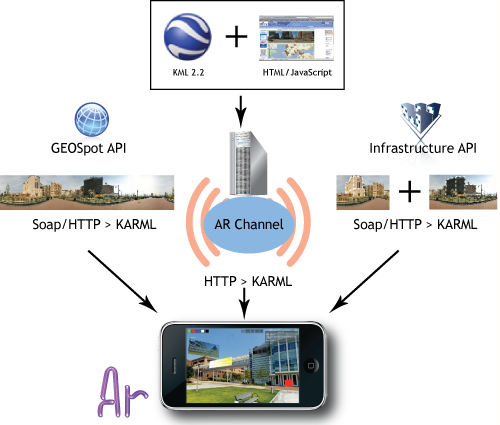 KML 2.2
HTML/JavaScript
GEOSpot API
Infrastructure API
Soap/HTTP > KARML
AR Channel
Soap/HTTP > KARML
HTTP > KARML
Ar